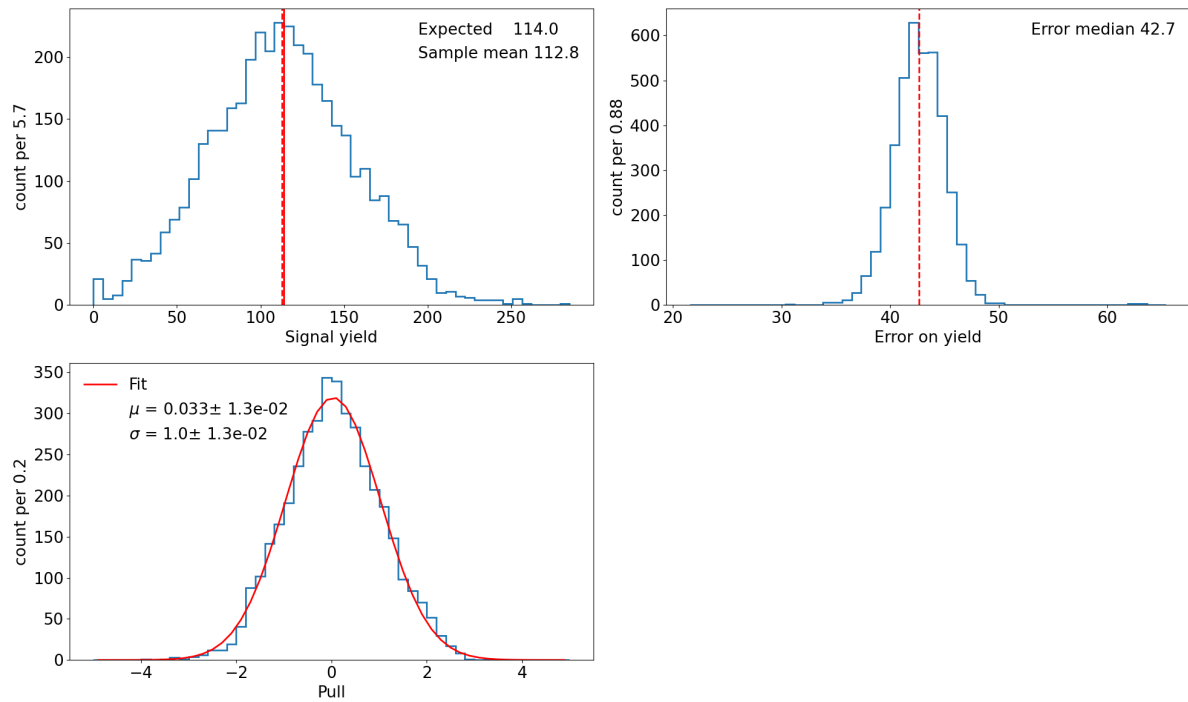 Expected 114.0
Sample mean 112.8
count per 5.7
200
150
100
50
0
0 50 100 150 200 250
Signal yield
Error median 42.7
count per 0.88
600
500
400
300
200
100
0
20 30 40 50 60
Error on yield
Fit
μ = 0.033± 1.3e-02
σ = 1.0± 1.3e-02
count per 0.2
350
300
250
200
150
100
50
0
−4 −2 0 2 4
Pull